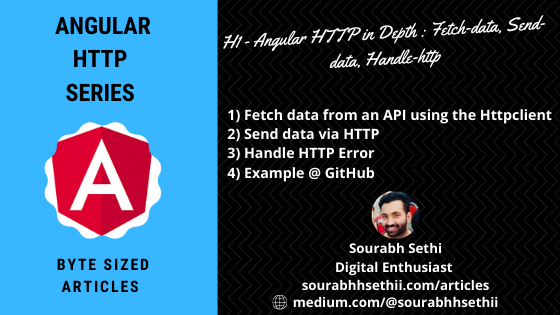 ANGULAR
HTTP
SERIES
A
BYTE SIZED
ARTICLES
H1 - Angular HTTP in Depth : Fetch-data, Send-
data, Handle-http
1) Fetch data from an API using the Httpclient
2) Send data via HTTP
3) Handle HTTP Error
4) Example @ GitHub
Sourabh Sethi
Digital Enthusiast
sourabhhsethii.com/articles
medium.com/@sourabhhsethii